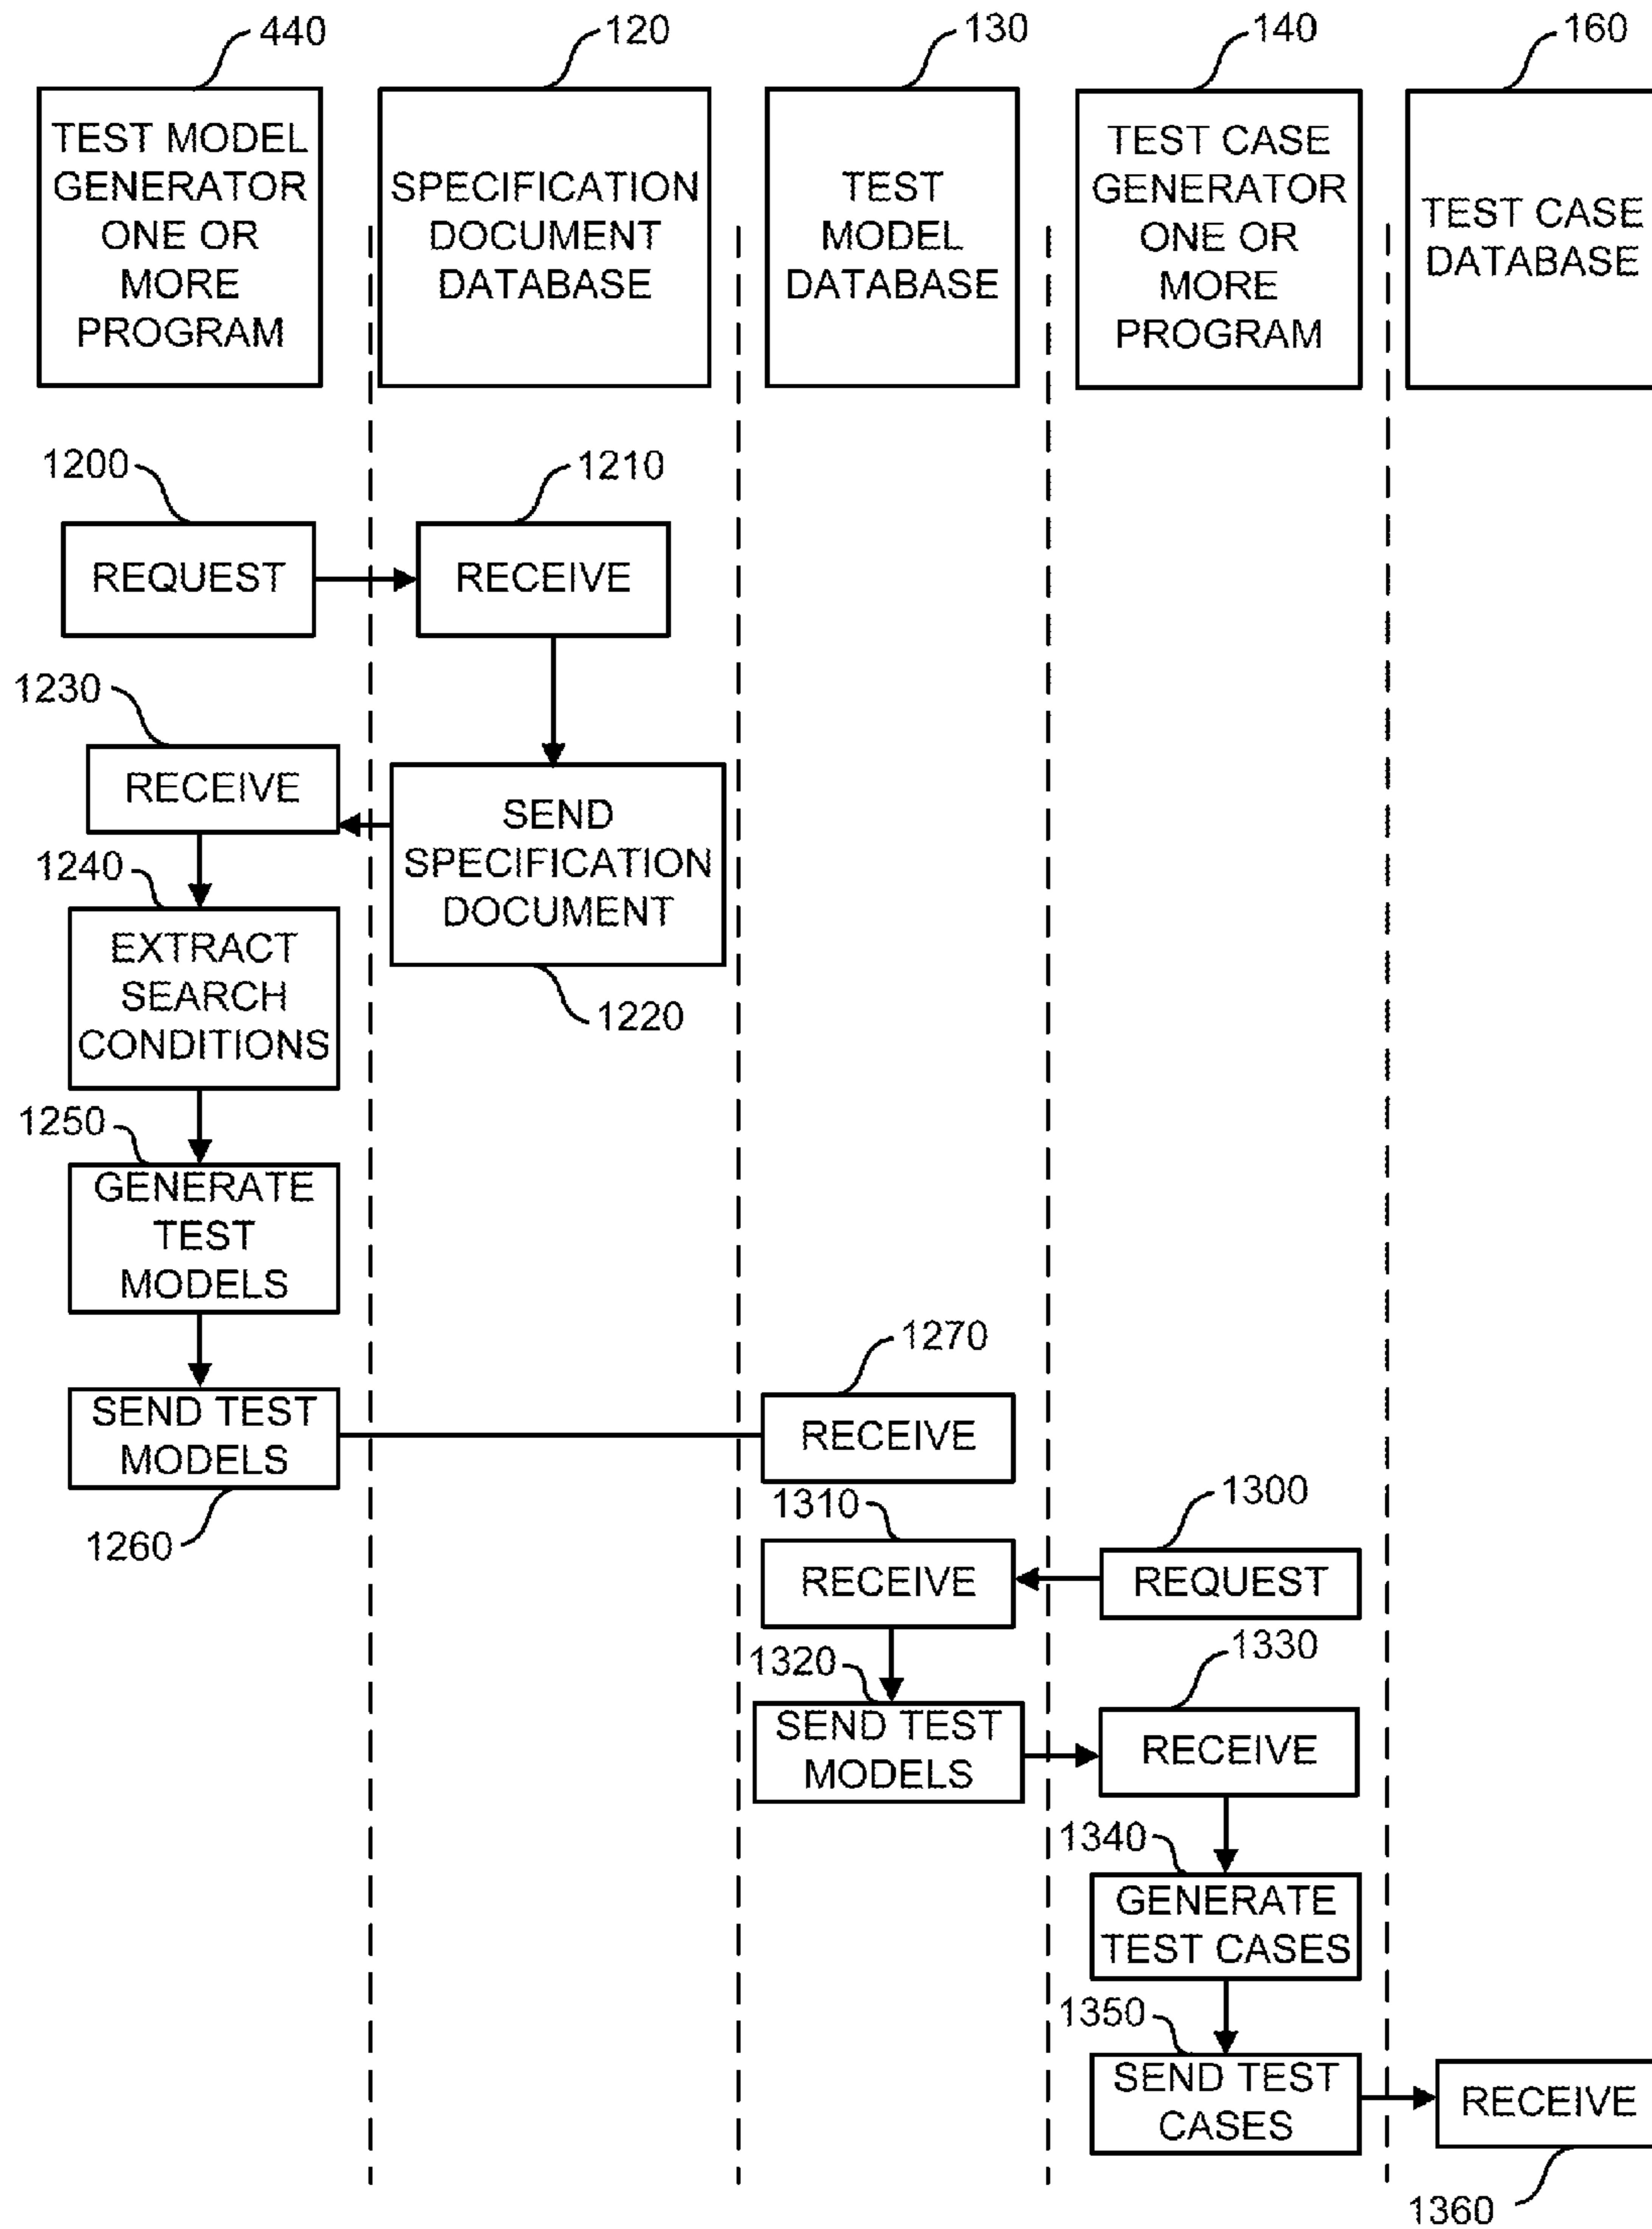 440
120
130
140
160
TEST MODEL
GENERATOR
ONE OR
MORE
PROGRAM
SPECIFICATION
DOCUMENT
DATABASE
TEST
MODEL
DATABASE
TEST CASE
GENERATOR
ONE OR
MORE
PROGRAM
TEST CASE
DATABASE
1200
1210
REQUEST
RECEIVE
1230
RECEIVE
SEND
SPECIFICATION
DOCUMENT
1220
1240
EXTRACT
SEARCH
CONDITIONS
1250
GENERATE
TEST
MODELS
1270
SEND TEST
MODELS
1260
RECEIVE
1310
1300
RECEIVE
REQUEST
1320
1330
SEND TEST
MODELS
RECEIVE
1340
GENERATE
TEST CASES
1350
SEND TEST
CASES
RECEIVE
1360